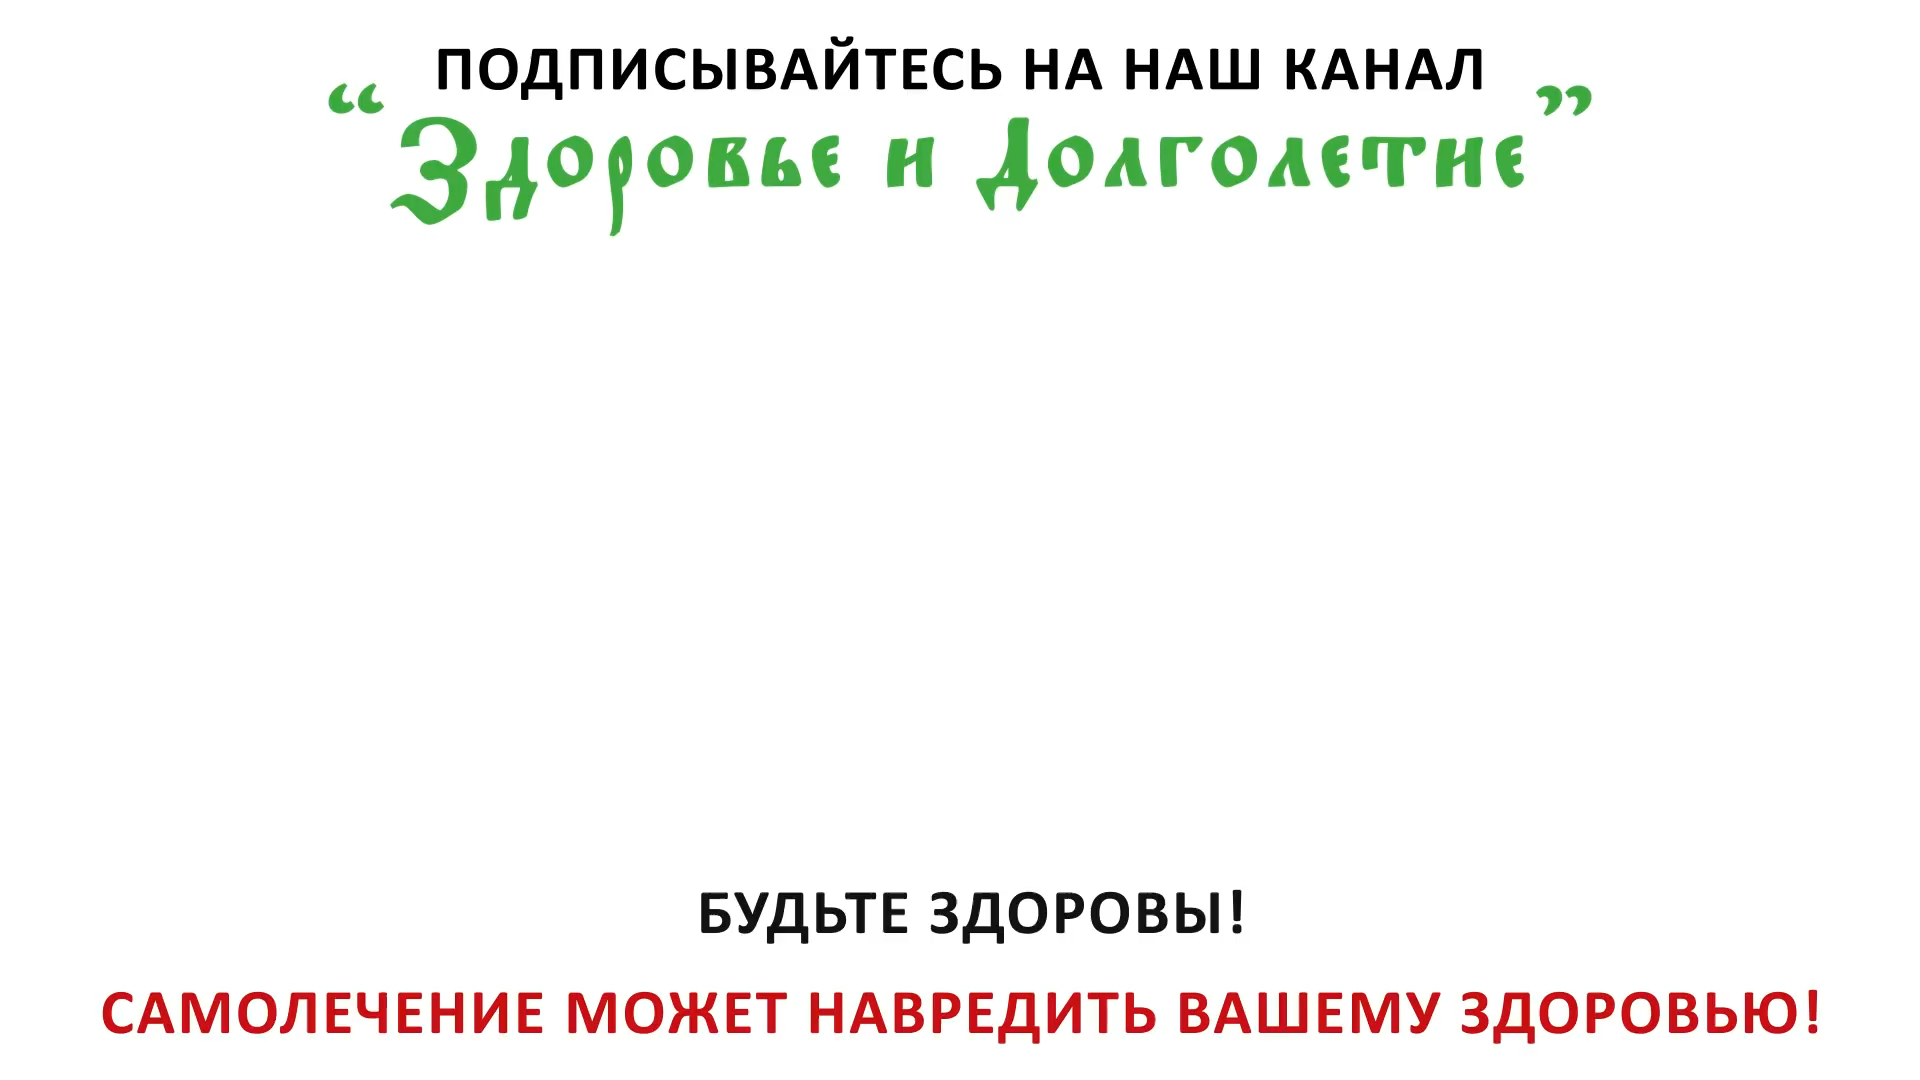 ПОДПИСЫВАЙТЕСЬ НА НАШ КАНАЛ
“Здоровье и Долголетие”
БУДЬТЕ ЗДОРОВЫ!
САМОЛЕЧЕНИЕ МОЖЕТ НАВРЕДИТЬ ВАШЕМУ ЗДОРОВЬЮ!